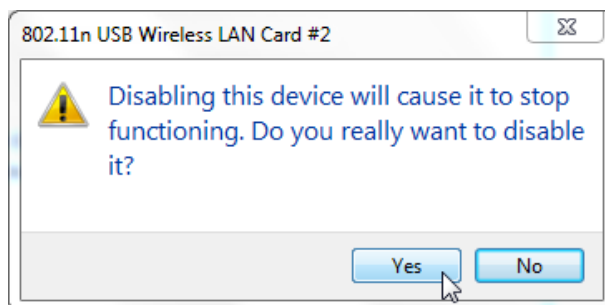 802.11n USB Wireless LAN Card #2
Disabling this device will cause it to stop
functioning. Do you really want to disable
it?
Yes
No